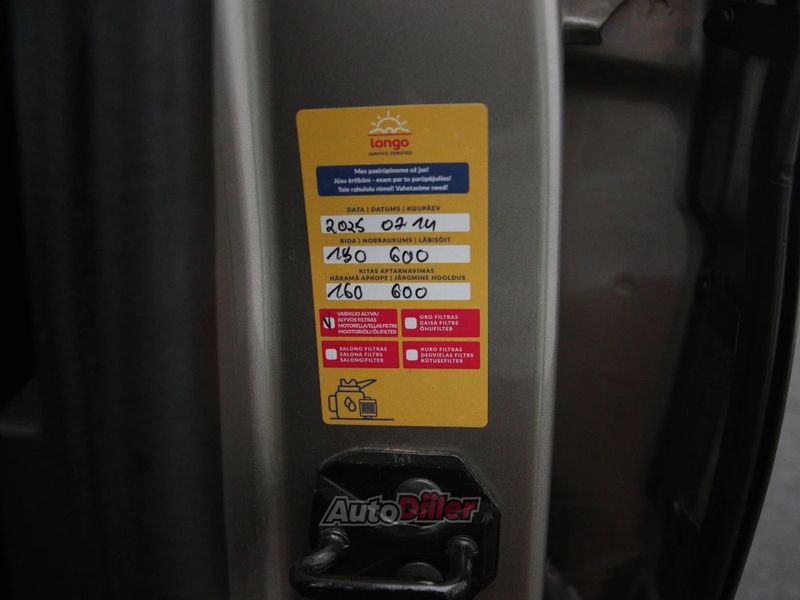 longo
SERVICE VERIFIED
Mes pasirūpinome už jus!
Jūsu ērtībām - esam par to parūpējušies!
Teie rahulolu nimel! Vahetasime need!
DATA | DATUMS | KUUPÄEV
2025 07 14
RIDA | NOBRAUKUMS | LÄBISÕIT
150 600
KITAS APTARNAVIMAS
NĀKAMĀ APKOPE | JÄRGMINE HOOLDUS
160 600
VARIKLIO ALYVA/
ALYVOS FILTRAS
MOTOREĻĻA/EĻĻAS FILTRS
MOOTORIÕLI/ÕLIFILTER
ORO FILTRAS
GAISA FILTRS
ÕHUFILTER
SALONO FILTRAS
SALONA FILTRS
SALONGIFILTER
KURO FILTRAS
DEGVIELAS FILTRS
KÜTUSEFILTER
AutoDiiler